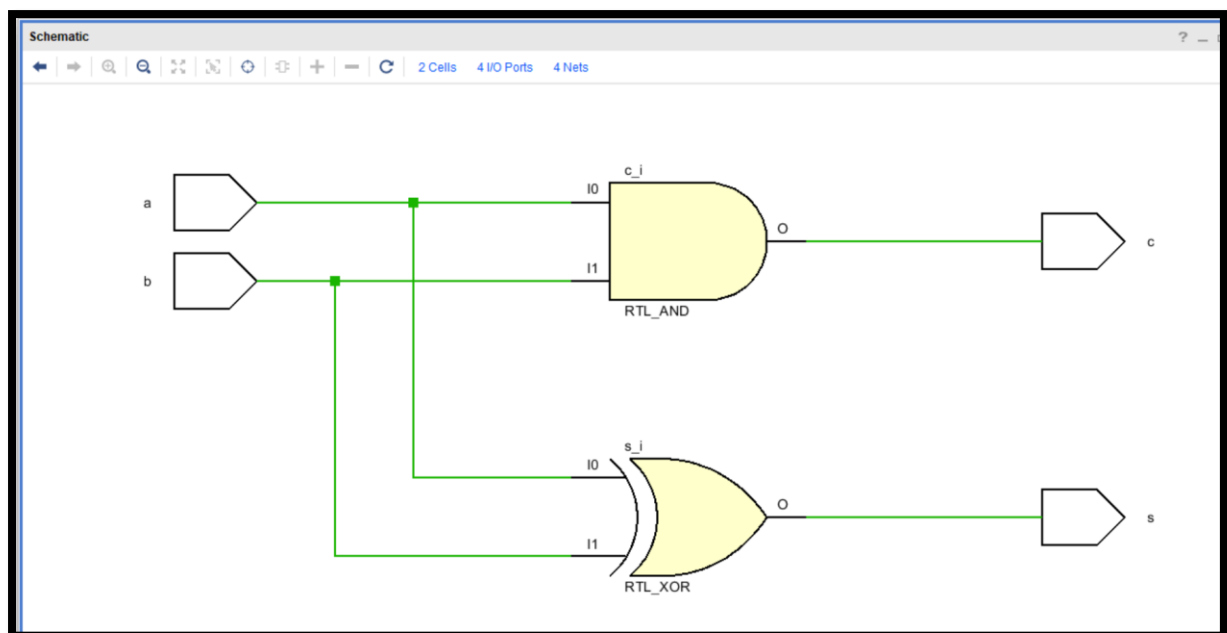 Schematic
?
2 Cells 4 I/O Ports 4 Nets
c_i
a
I0
O
c
b
I1
RTL_AND
s_i
I0
O
s
I1
RTL_XOR